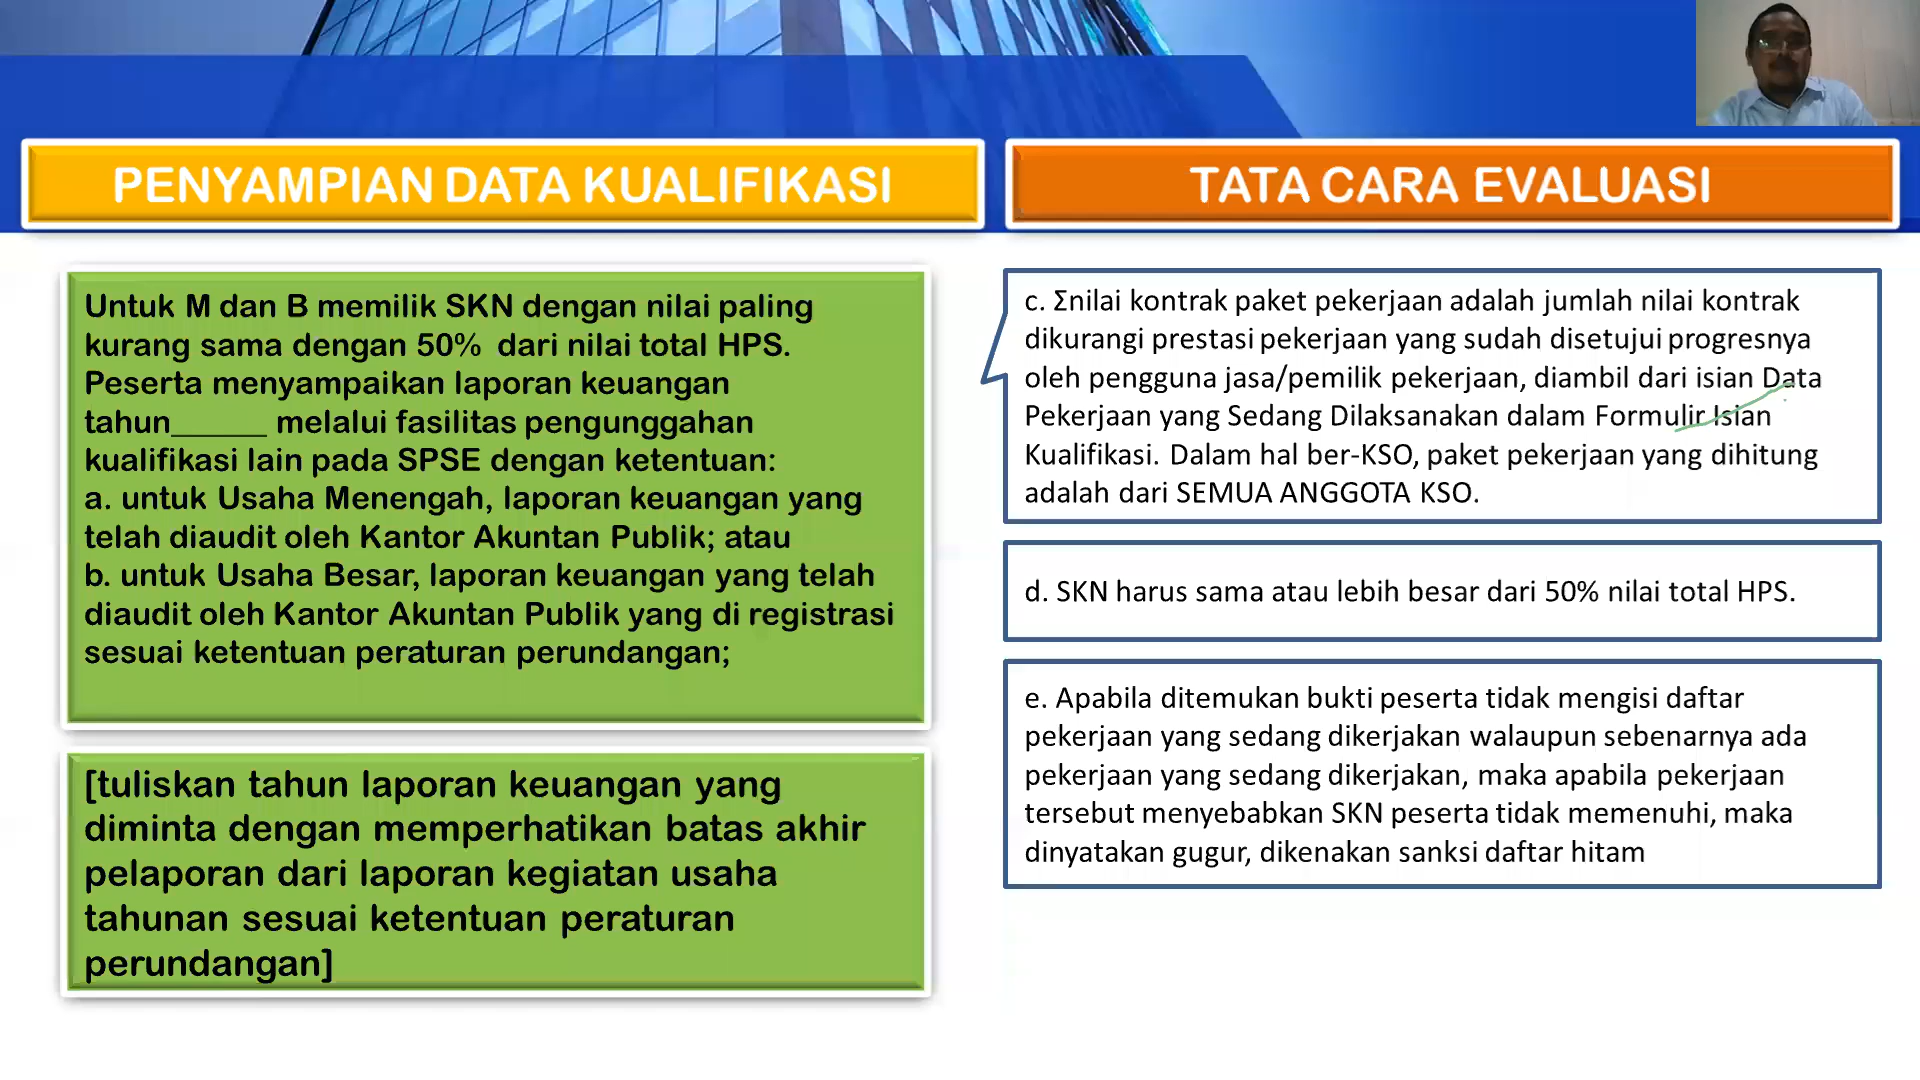 PENYAMPIAN DATA KUALIFIKASI
Untuk M dan B memilik SKN dengan nilai paling
kurang sama dengan 50% dari nilai total HPS.
Peserta menyampaikan laporan keuangan
tahun______ melalui fasilitas pengunggahan
kualifikasi lain pada SPSE dengan ketentuan:
a. untuk Usaha Menengah, laporan keuangan yang
telah diaudit oleh Kantor Akuntan Publik; atau
b. untuk Usaha Besar, laporan keuangan yang telah
diaudit oleh Kantor Akuntan Publik yang di registrasi
sesuai ketentuan peraturan perundangan;
[tuliskan tahun laporan keuangan yang
diminta dengan memperhatikan batas akhir
pelaporan dari laporan kegiatan usaha
tahunan sesuai ketentuan peraturan
perundangan]
TATA CARA EVALUASI
c. Σnilai kontrak paket pekerjaan adalah jumlah nilai kontrak
dikurangi prestasi pekerjaan yang sudah disetujui progresnya
oleh pengguna jasa/pemilik pekerjaan, diambil dari isian Data
Pekerjaan yang Sedang Dilaksanakan dalam Formulir Isian
Kualifikasi. Dalam hal ber-KSO, paket pekerjaan yang dihitung
adalah dari SEMUA ANGGOTA KSO.
d. SKN harus sama atau lebih besar dari 50% nilai total HPS.
e. Apabila ditemukan bukti peserta tidak mengisi daftar
pekerjaan yang sedang dikerjakan walaupun sebenarnya ada
pekerjaan yang sedang dikerjakan, maka apabila pekerjaan
tersebut menyebabkan SKN peserta tidak memenuhi, maka
dinyatakan gugur, dikenakan sanksi daftar hitam